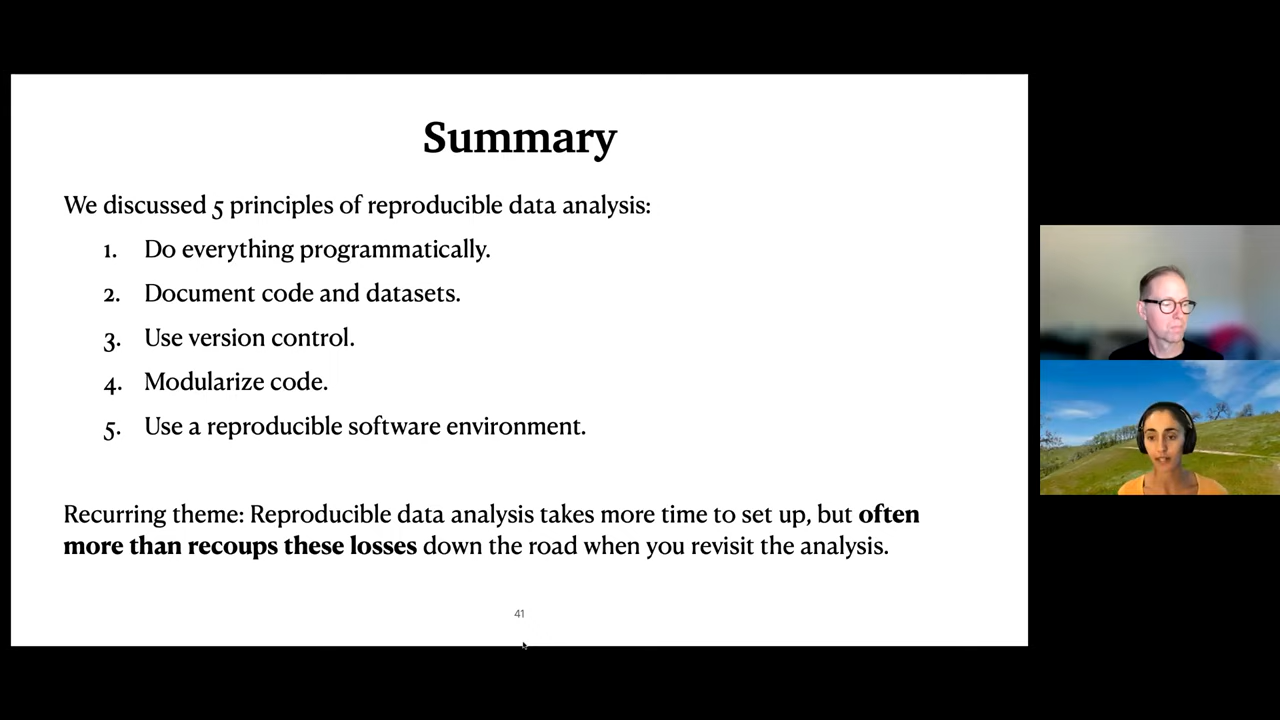 Summary
We discussed 5 principles of reproducible data analysis:
1. Do everything programmatically.
2. Document code and datasets.
3. Use version control.
4. Modularize code.
5. Use a reproducible software environment.
Recurring theme: Reproducible data analysis takes more time to set up, but often
more than recoups these losses down the road when you revisit the analysis.
41